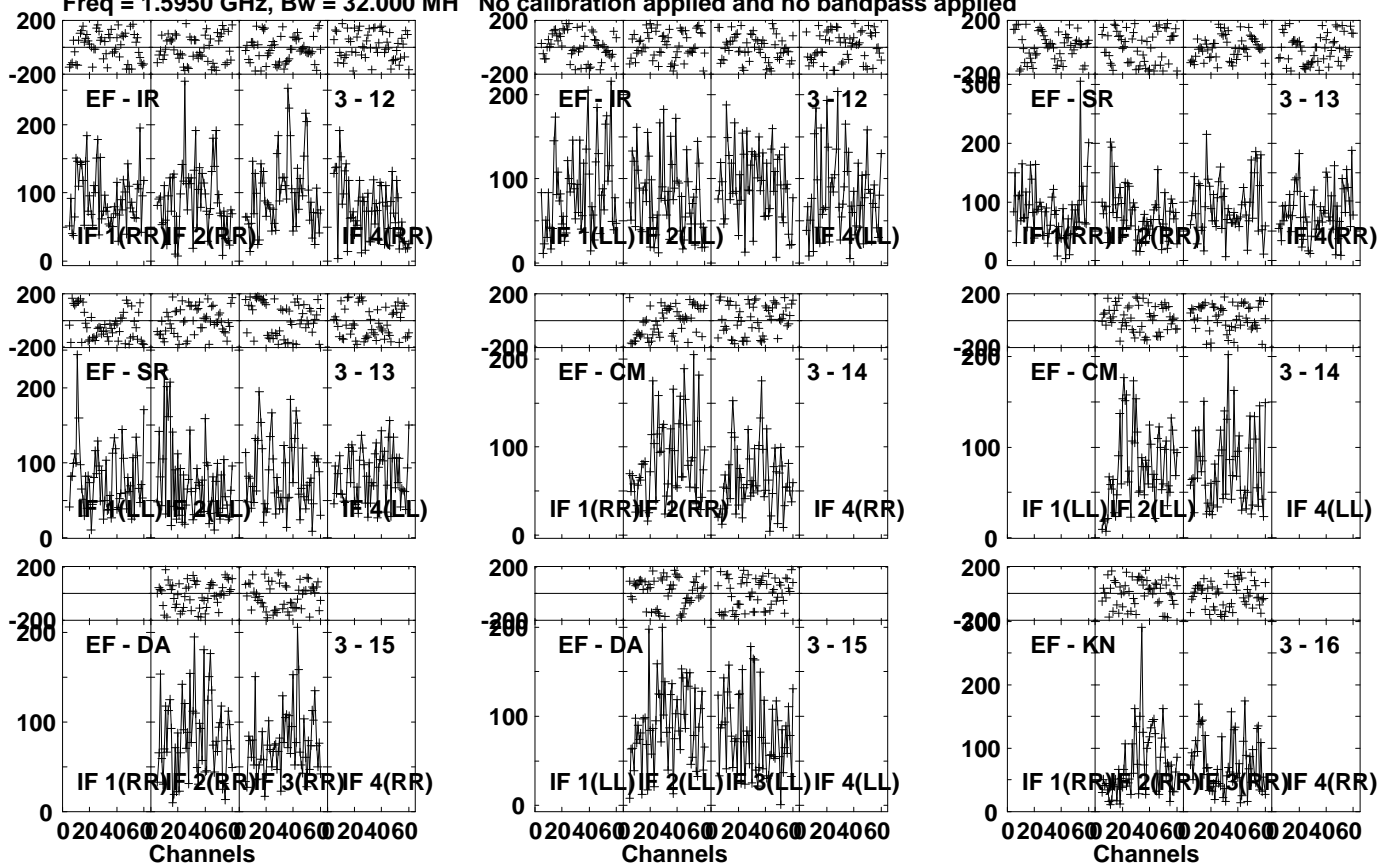 Freq = 1.5950 GHz, Bw = 32.000 MH No calibration applied and no bandpass applied
200
-200
EF - IR 3 - 12
200
100
IF 1(RR) IF 2(RR) IF 4(RR)
0
-200
200
EF - IR 3 - 12
100
IF 1(LL) IF 2(LL) IF 4(LL)
0
200
-200
300
EF - SR 3 - 13
200
100
IF 1(RR) IF 2(RR) IF 4(RR)
0
200
-200
EF - SR 3 - 13
200
100
IF 1(LL) IF 2(LL) IF 4(LL)
0
200
-200
200
EF - CM 3 - 14
100
IF 1(RR) IF 2(RR) IF 4(RR)
0
200
-200
200
EF - CM 3 - 14
100
IF 1(LL) IF 2(LL) IF 4(LL)
0
200
-200
200
EF - DA 3 - 15
100
IF 1(RR) IF 2(RR) IF 3(RR) IF 4(RR)
0
0 20 40 60 0 20 40 60 0 20 40 60 0 20 40 60
Channels
200
-200
200
EF - DA 3 - 15
100
IF 1(LL) IF 2(LL) IF 3(LL) IF 4(LL)
0
0 20 40 60 0 20 40 60 0 20 40 60 0 20 40 60
Channels
200
-200
300
EF - KN 3 - 16
200
100
IF 1(RR) IF 2(RR) IF 3(RR) IF 4(RR)
0
0 20 40 60 0 20 40 60 0 20 40 60 0 20 40 60
Channels